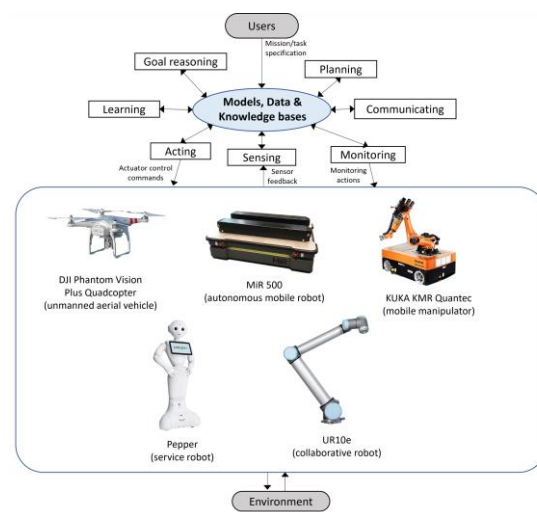 Users
Mission/task
specification
Goal reasoning
Planning
Learning
Models, Data &
Knowledge bases
Communicating
Acting
Sensing
Monitoring
Actuator control
commands
Sensor
feedback
Monitoring
actions
DJI Phantom Vision
Plus Quadcopter
(unmanned aerial vehicle)
MiR 500
(autonomous mobile robot)
KUKA KMR Quantec
(mobile manipulator)
Pepper
(service robot)
UR10e
(collaborative robot)
Environment